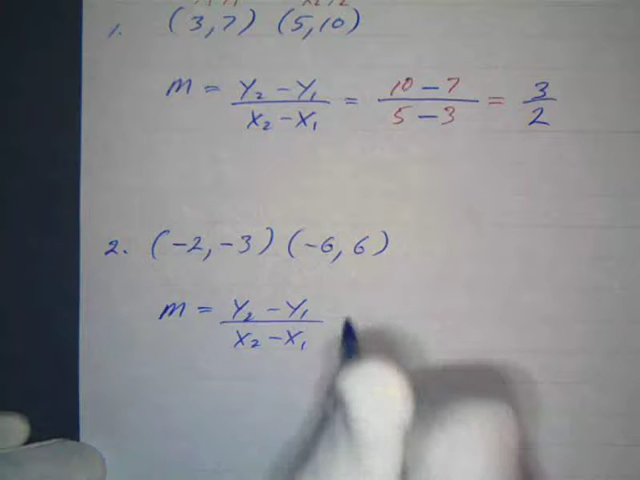 1. (3,7) (5,10)
m = Y₂ - Y₁ / X₂ - X₁ = 10 - 7 / 5 - 3 = 3 / 2
2. (-2, -3) (-6, 6)
m = Y₂ - Y₁ / X₂ - X₁